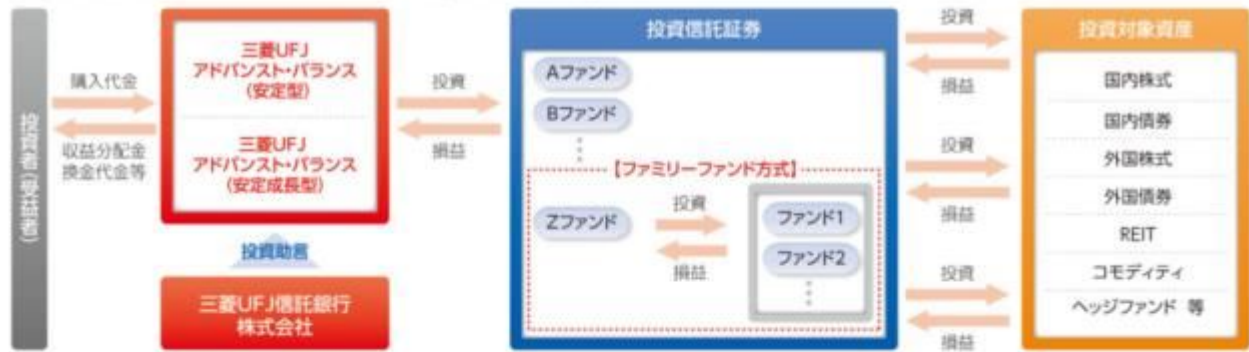 投資者(受益者)
購入代金
収益分配金
換金代金等
三菱UFJ
アドバンスト・バランス
(安定型)
三菱UFJ
アドバンスト・バランス
(安定成長型)
投資助言
三菱UFJ信託銀行
株式会社
投資
損益
投資信託証券
Aファンド
Bファンド
【ファミリーファンド方式】
Zファンド
投資
損益
ファンド1
ファンド2
投資
損益
投資
損益
投資
損益
投資対象資産
国内株式
国内債券
外国株式
外国債券
REIT
コモディティ
ヘッジファンド 等